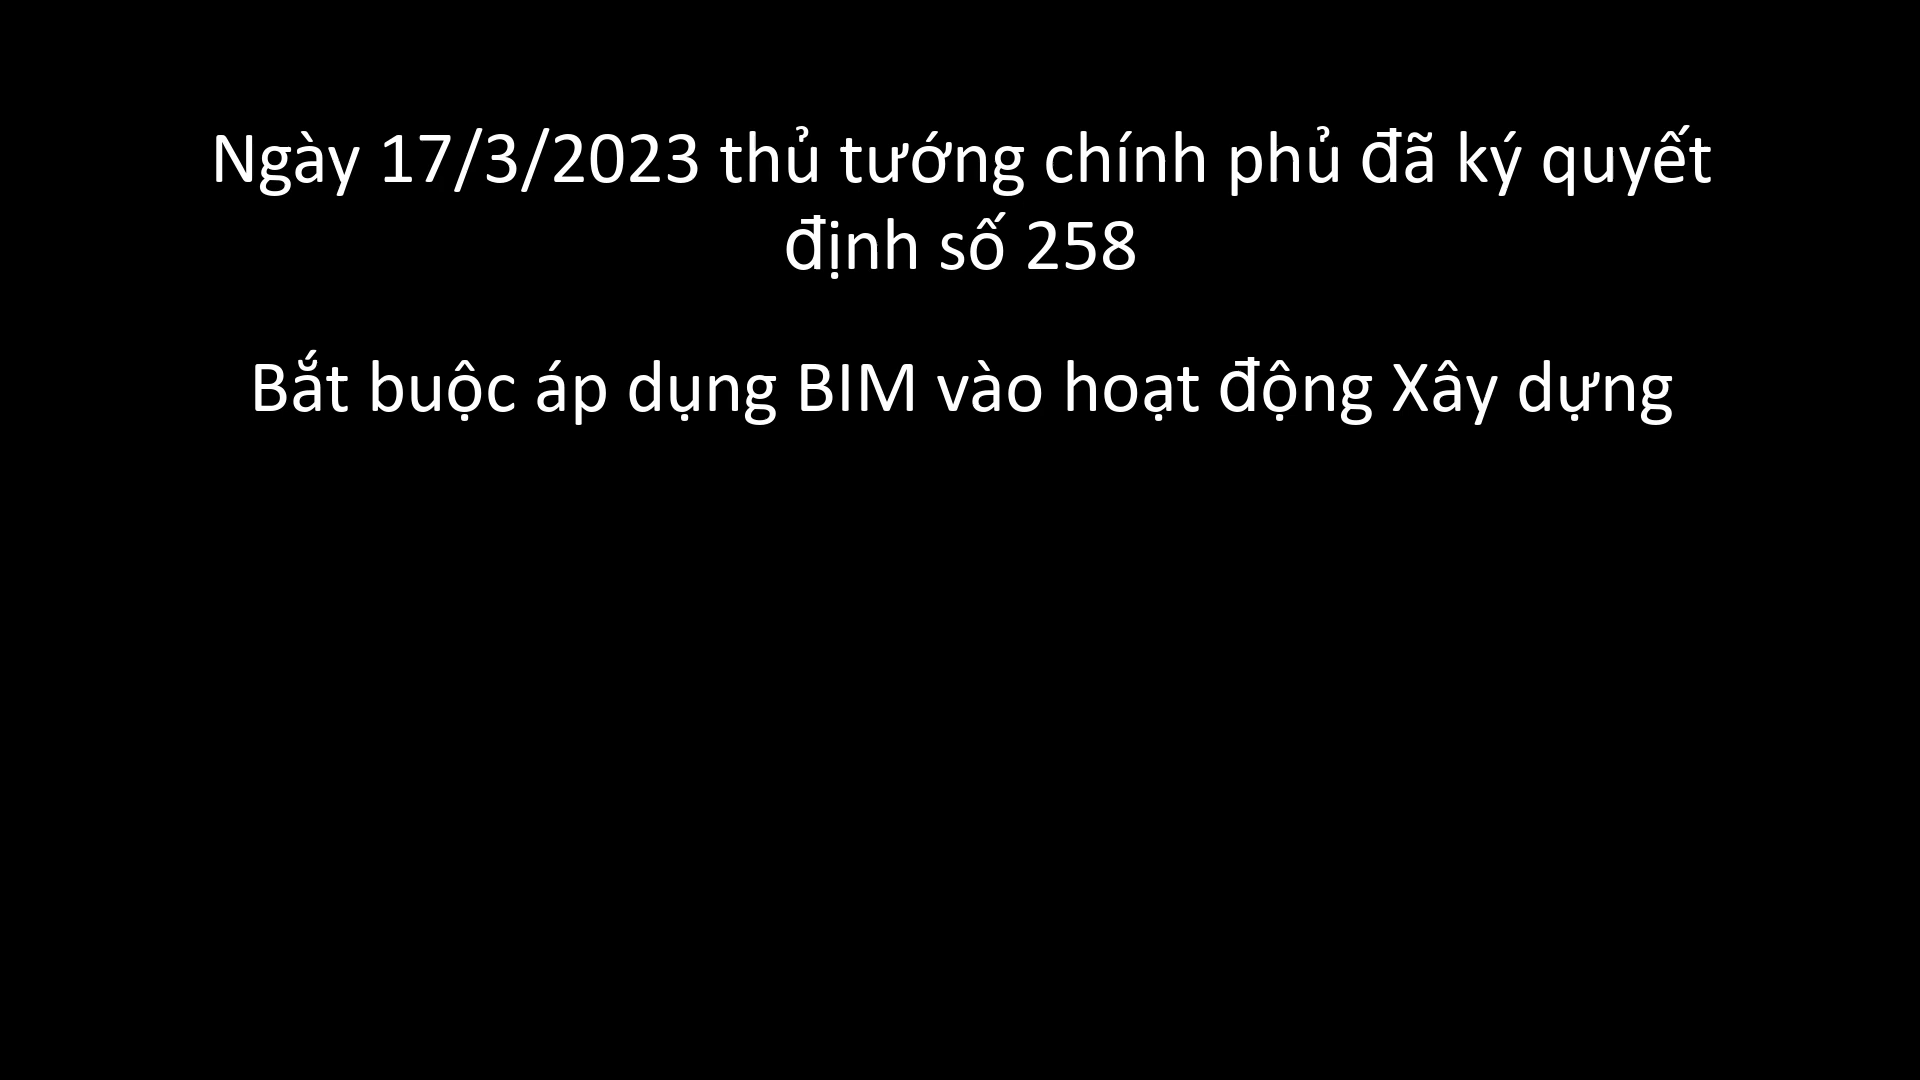 Ngày 17/3/2023 thủ tướng chính phủ đã ký quyết
định số 258
Bắt buộc áp dụng BIM vào hoạt động Xây dựng